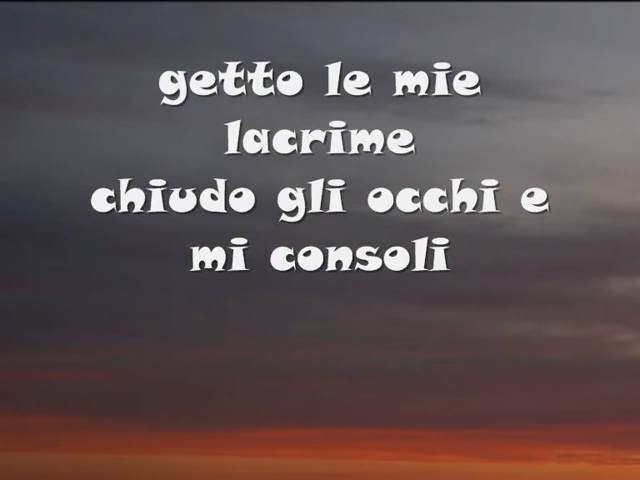 getto le mie
lacrime
chiudo gli occhi e
mi consoli